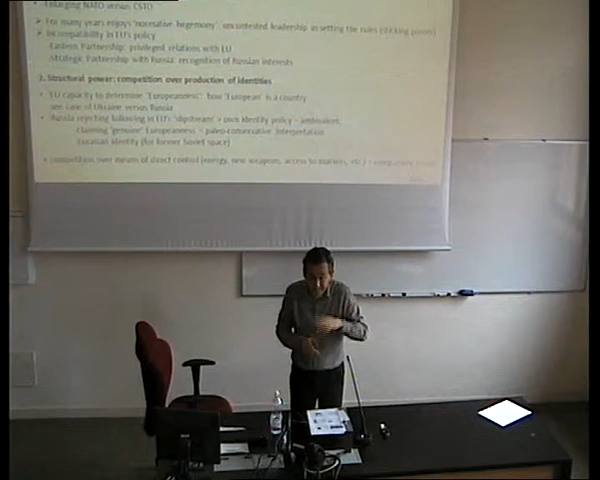 - Enlarging NATO versus CSTO
For many years enjoys 'normative hegemony': uncontested leadership in setting the rules (sticking points)
Incompatibility in EU's policy
Eastern Partnership: privileged relations with EU
Strategic Partnership with Russia: recognition of Russian interests
Structural power: competition over production of identities
EU capacity to determine 'Europeanness': how 'European' is a country
see case of Ukraine versus Russia
Russia rejecting following in EU's 'slipstream' > own identity policy - ambivalent
claiming 'genuine' Europeanness = paleo-conservative interpretation
Eurasian identity (for former Soviet space)
+ competition over means of direct control (energy, new weapons, access to markets, etc.)